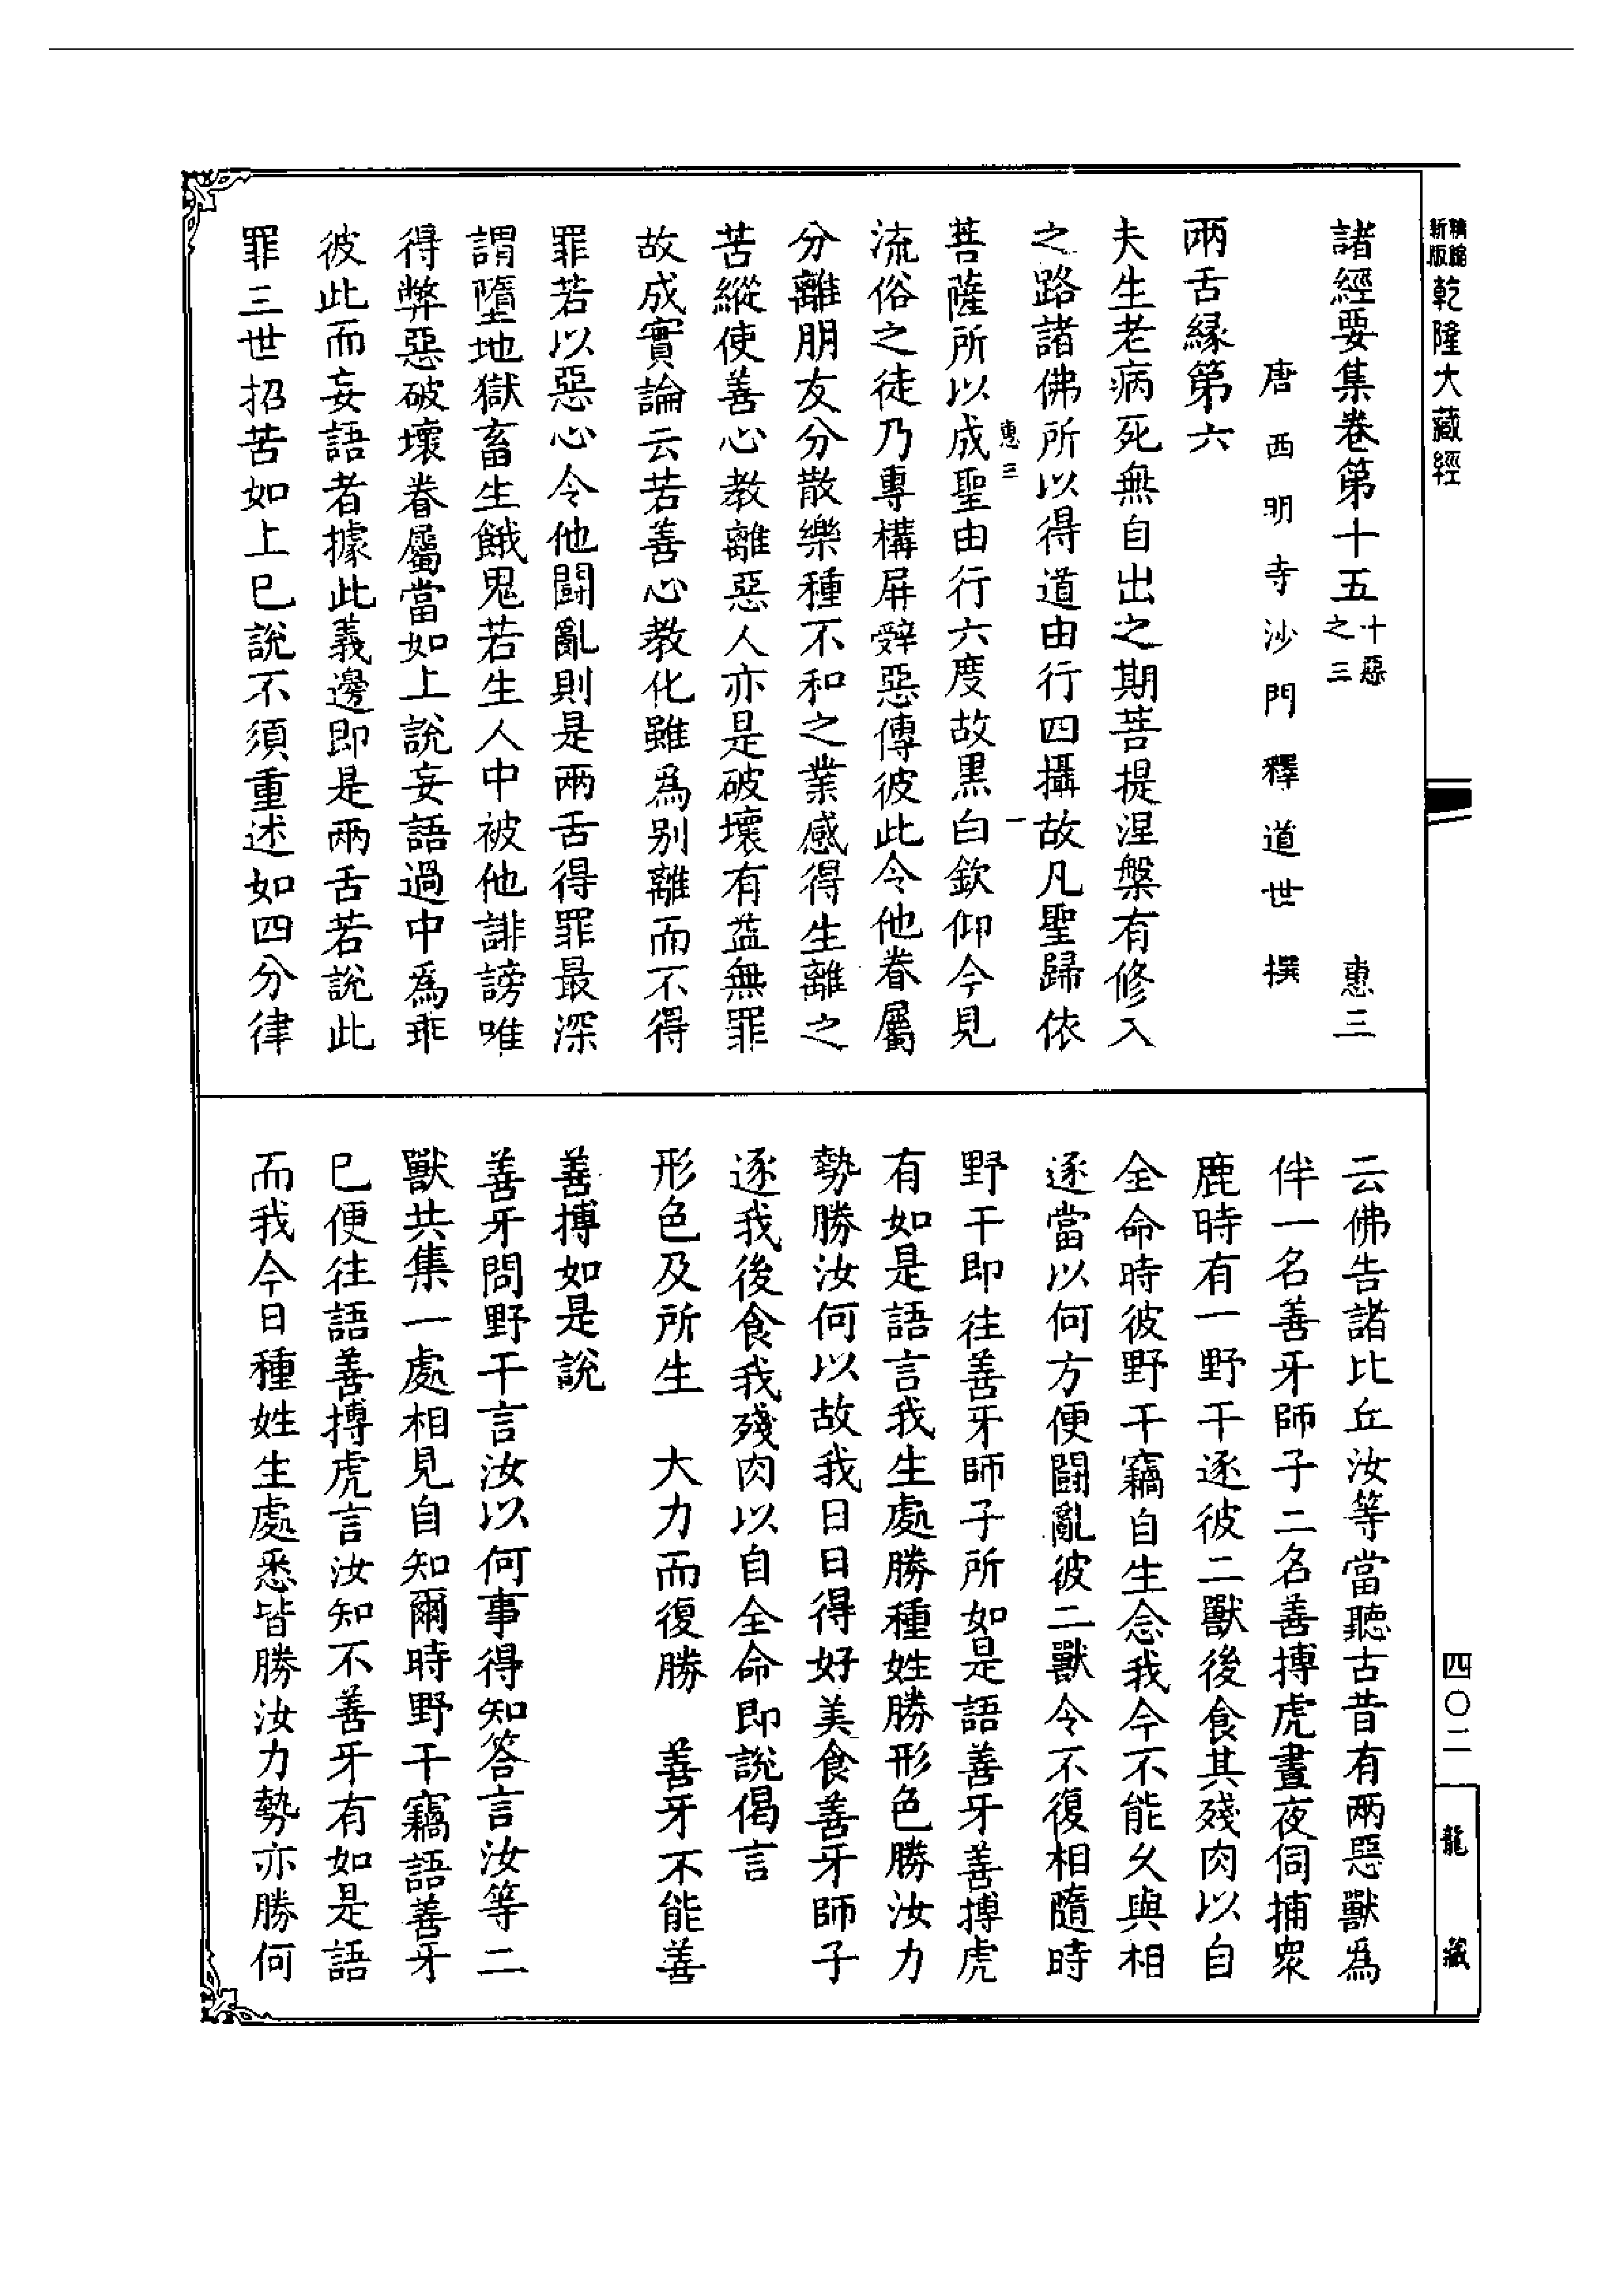 精縮新版乾隆大藏經
諸經要集卷第十五十惡之三 惠三
唐西明寺沙門釋道世撰
兩舌緣第六
夫生老病死無自出之期菩提涅槃有修入
之路諸佛所以得道由行四攝故凡聖歸依
惠三 一
菩薩所以成聖由行六度故黑白欽仰今見
流俗之徒乃專構屏辤惡傳彼此令他眷屬
分離朋友分散樂種不和之業感得生離之
苦縱使善心教離惡人亦是破壞有益無罪
故成實論云若善心教化雖為別離而不得
罪若以惡心令他鬪亂則是兩舌得罪最深
謂墮地獄畜生餓鬼若生人中被他誹謗唯
得弊惡破壞眷屬當如上說妄語過中為乖
彼此而妄語者據此義邊即是兩舌若說此
罪三世招苦如上已說不須重述如四分律
云佛告諸比丘汝等當聽古昔有兩惡獸為
伴一名善牙師子二名善搏虎晝夜伺捕眾
鹿時有一野干逐彼二獸後食其殘肉以自
全命時彼野干竊自生念我今不能久與相
逐當以何方便鬪亂彼二獸令不復相隨時
野干即往善牙師子所如是語善牙善搏虎
有如是語言我生處勝種姓勝形色勝汝力
勢勝汝何以故我日日得好美食善牙師子
逐我後食我殘肉以自全命即說偈言
形色及所生 大力而復勝 善牙不能善
善搏如是說
善牙問野干言汝以何事得知答言汝等二
獸共集一處相見自知爾時野干竊語善牙
已便往語善搏虎言汝知不善牙有如是語
而我今日種姓生處悉皆勝汝力勢亦勝何
四〇二
龍藏